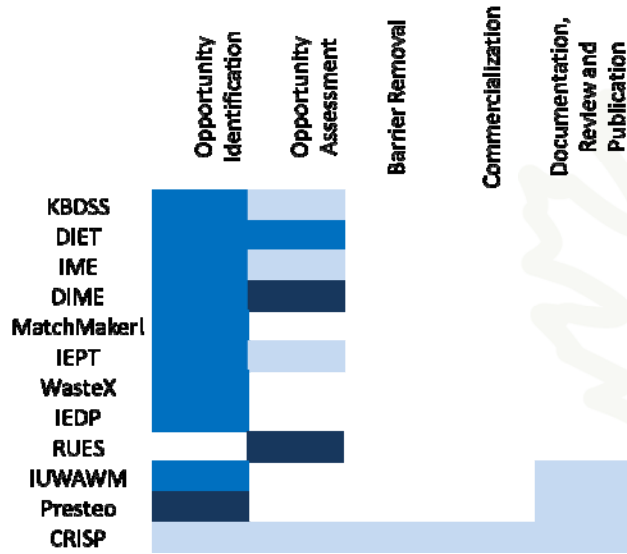 Opportunity
Identification
Opportunity
Assessment
Barrier Removal
Commercialization
Documentation,
Review and
Publication
KBDSS
DIET
IME
DIME
MatchMakerl
IEPT
WasteX
IEDP
RUES
IUWAWM
Presteo
CRISP